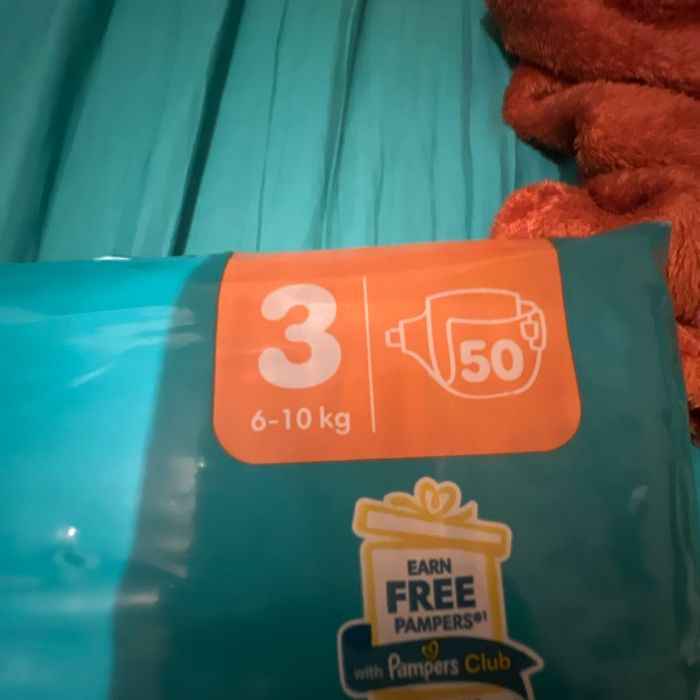 3
6-10 kg
50
EARN
FREE
PAMPERS®¹
with Pampers Club